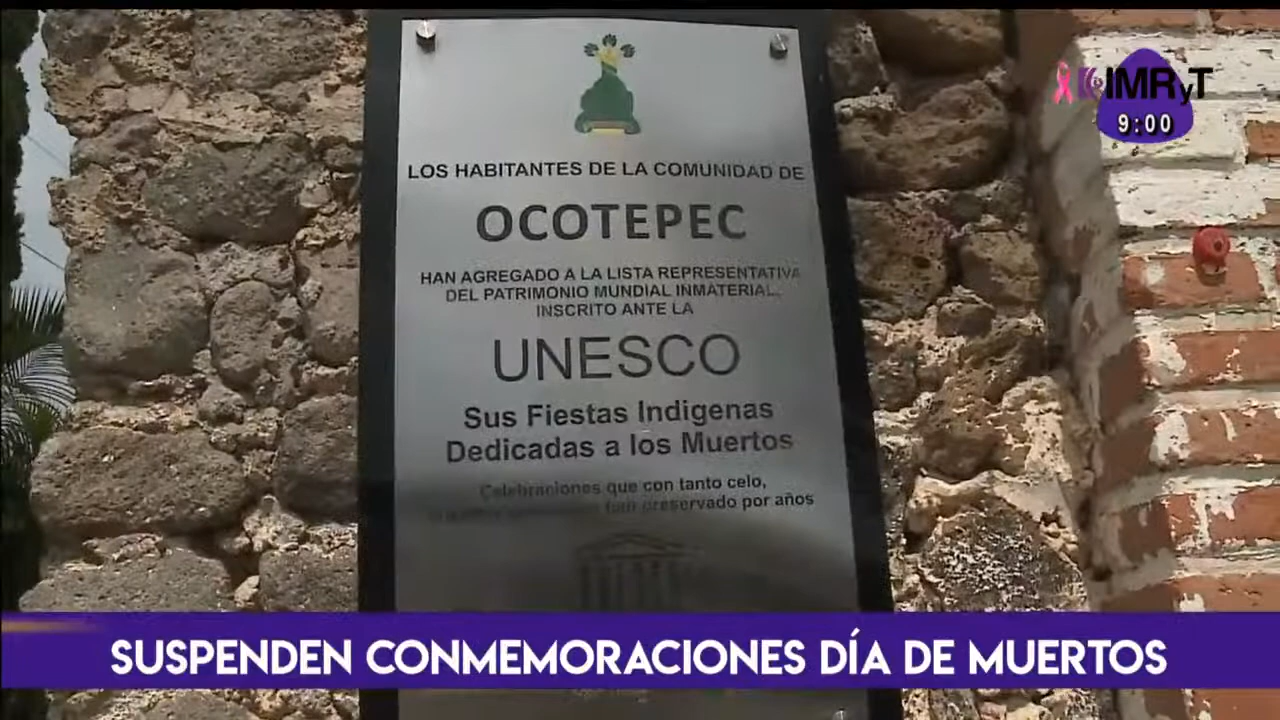 IMRyT
9:00
LOS HABITANTES DE LA COMUNIDAD DE
OCOTEPEC
HAN AGREGADO A LA LISTA REPRESENTATIVA
DEL PATRIMONIO MUNDIAL INMATERIAL,
INSCRITO ANTE LA
UNESCO
Sus Fiestas Indigenas
Dedicadas a los Muertos
Celebraciones que con tanto celo,
han preservado por años
SUSPENDEN CONMEMORACIONES DÍA DE MUERTOS